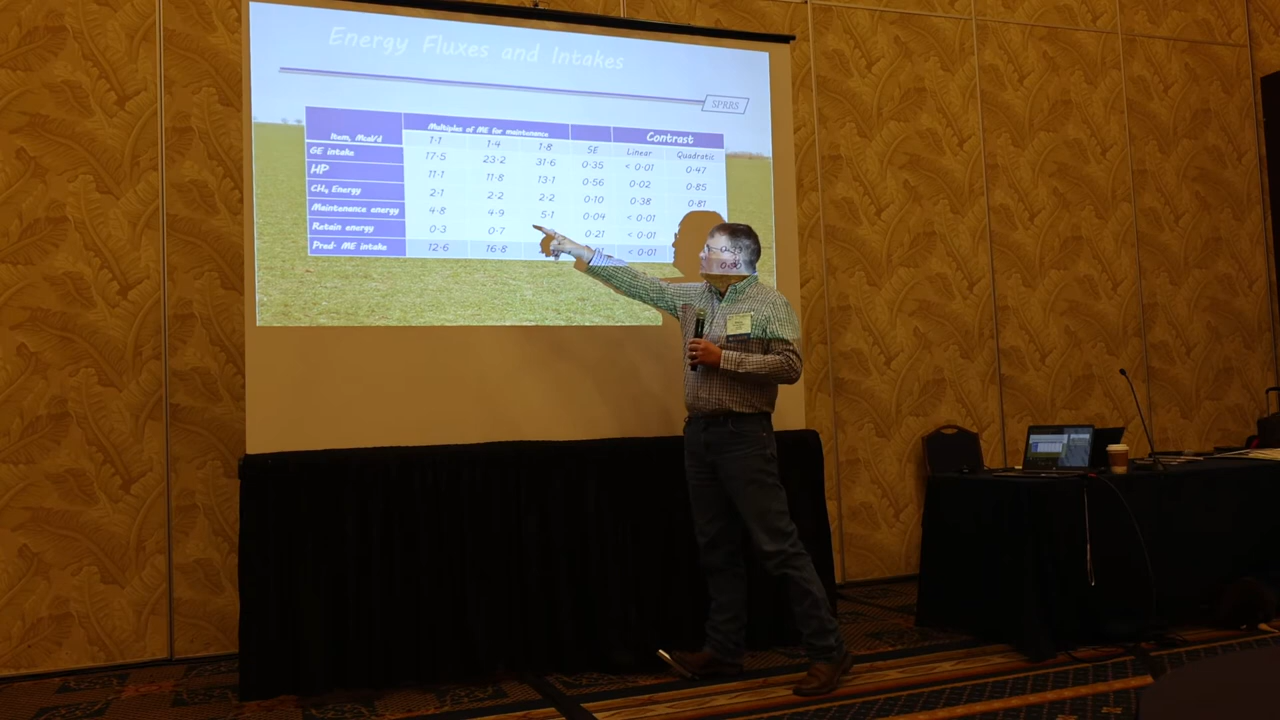 Energy Fluxes and Intakes
SPRRS
Item, Mcal/d Multiples of ME for maintenance Contrast
1.1 1.4 1.8 SE Linear Quadratic
GE intake 17.5 23.2 31.6 0.35 < 0.01 0.47
HP 11.1 11.8 13.1 0.56 0.02 0.85
CH₄ Energy 2.1 2.2 2.2 0.10 0.38 0.81
Maintenance energy 4.8 4.9 5.1 0.04 < 0.01
Retain energy 0.3 0.7 0.21 < 0.01
Pred. ME intake 12.6 16.8 < 0.01